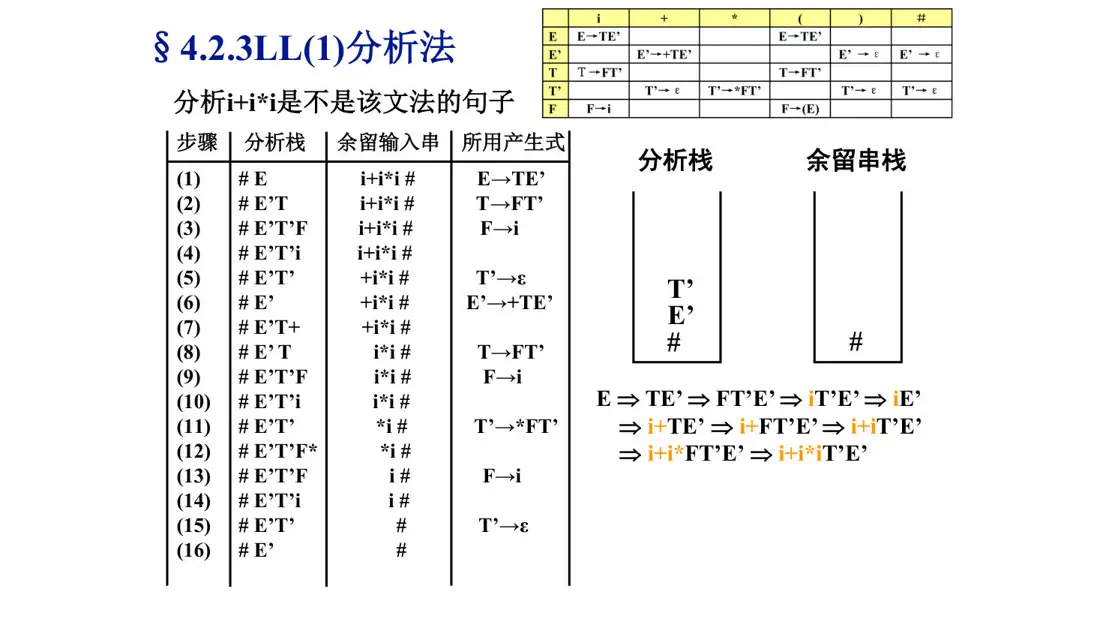 §4.2.3LL(1)分析法
i + * ( ) #
E E→TE’ E→TE’
E’ E’→+TE’ E’→ε E’→ε
T T→FT’ T→FT’
T’ T’→ε T’→*FT’ T’→ε T’→ε
F F→i F→(E)
分析i+i*i是不是该文法的句子
步骤 分析栈 余留输入串 所用产生式
(1) # E i+i*i # E→TE’
(2) # E’T i+i*i # T→FT’
(3) # E’T’F i+i*i # F→i
(4) # E’T’i i+i*i #
(5) # E’T’ +i*i # T’→ε
(6) # E’ +i*i # E’→+TE’
(7) # E’T+ +i*i #
(8) # E’ T i*i # T→FT’
(9) # E’T’F i*i # F→i
(10) # E’T’i i*i #
(11) # E’T’ *i # T’→*FT’
(12) # E’T’F* *i #
(13) # E’T’F i # F→i
(14) # E’T’i i #
(15) # E’T’ # T’→ε
(16) # E’ #
分析栈 余留串栈
T’
E’
# #
E ⇒ TE’ ⇒ FT’E’ ⇒ iT’E’ ⇒ iE’
⇒ i+TE’ ⇒ i+FT’E’ ⇒ i+iT’E’
⇒ i+i*FT’E’ ⇒ i+i*iT’E’